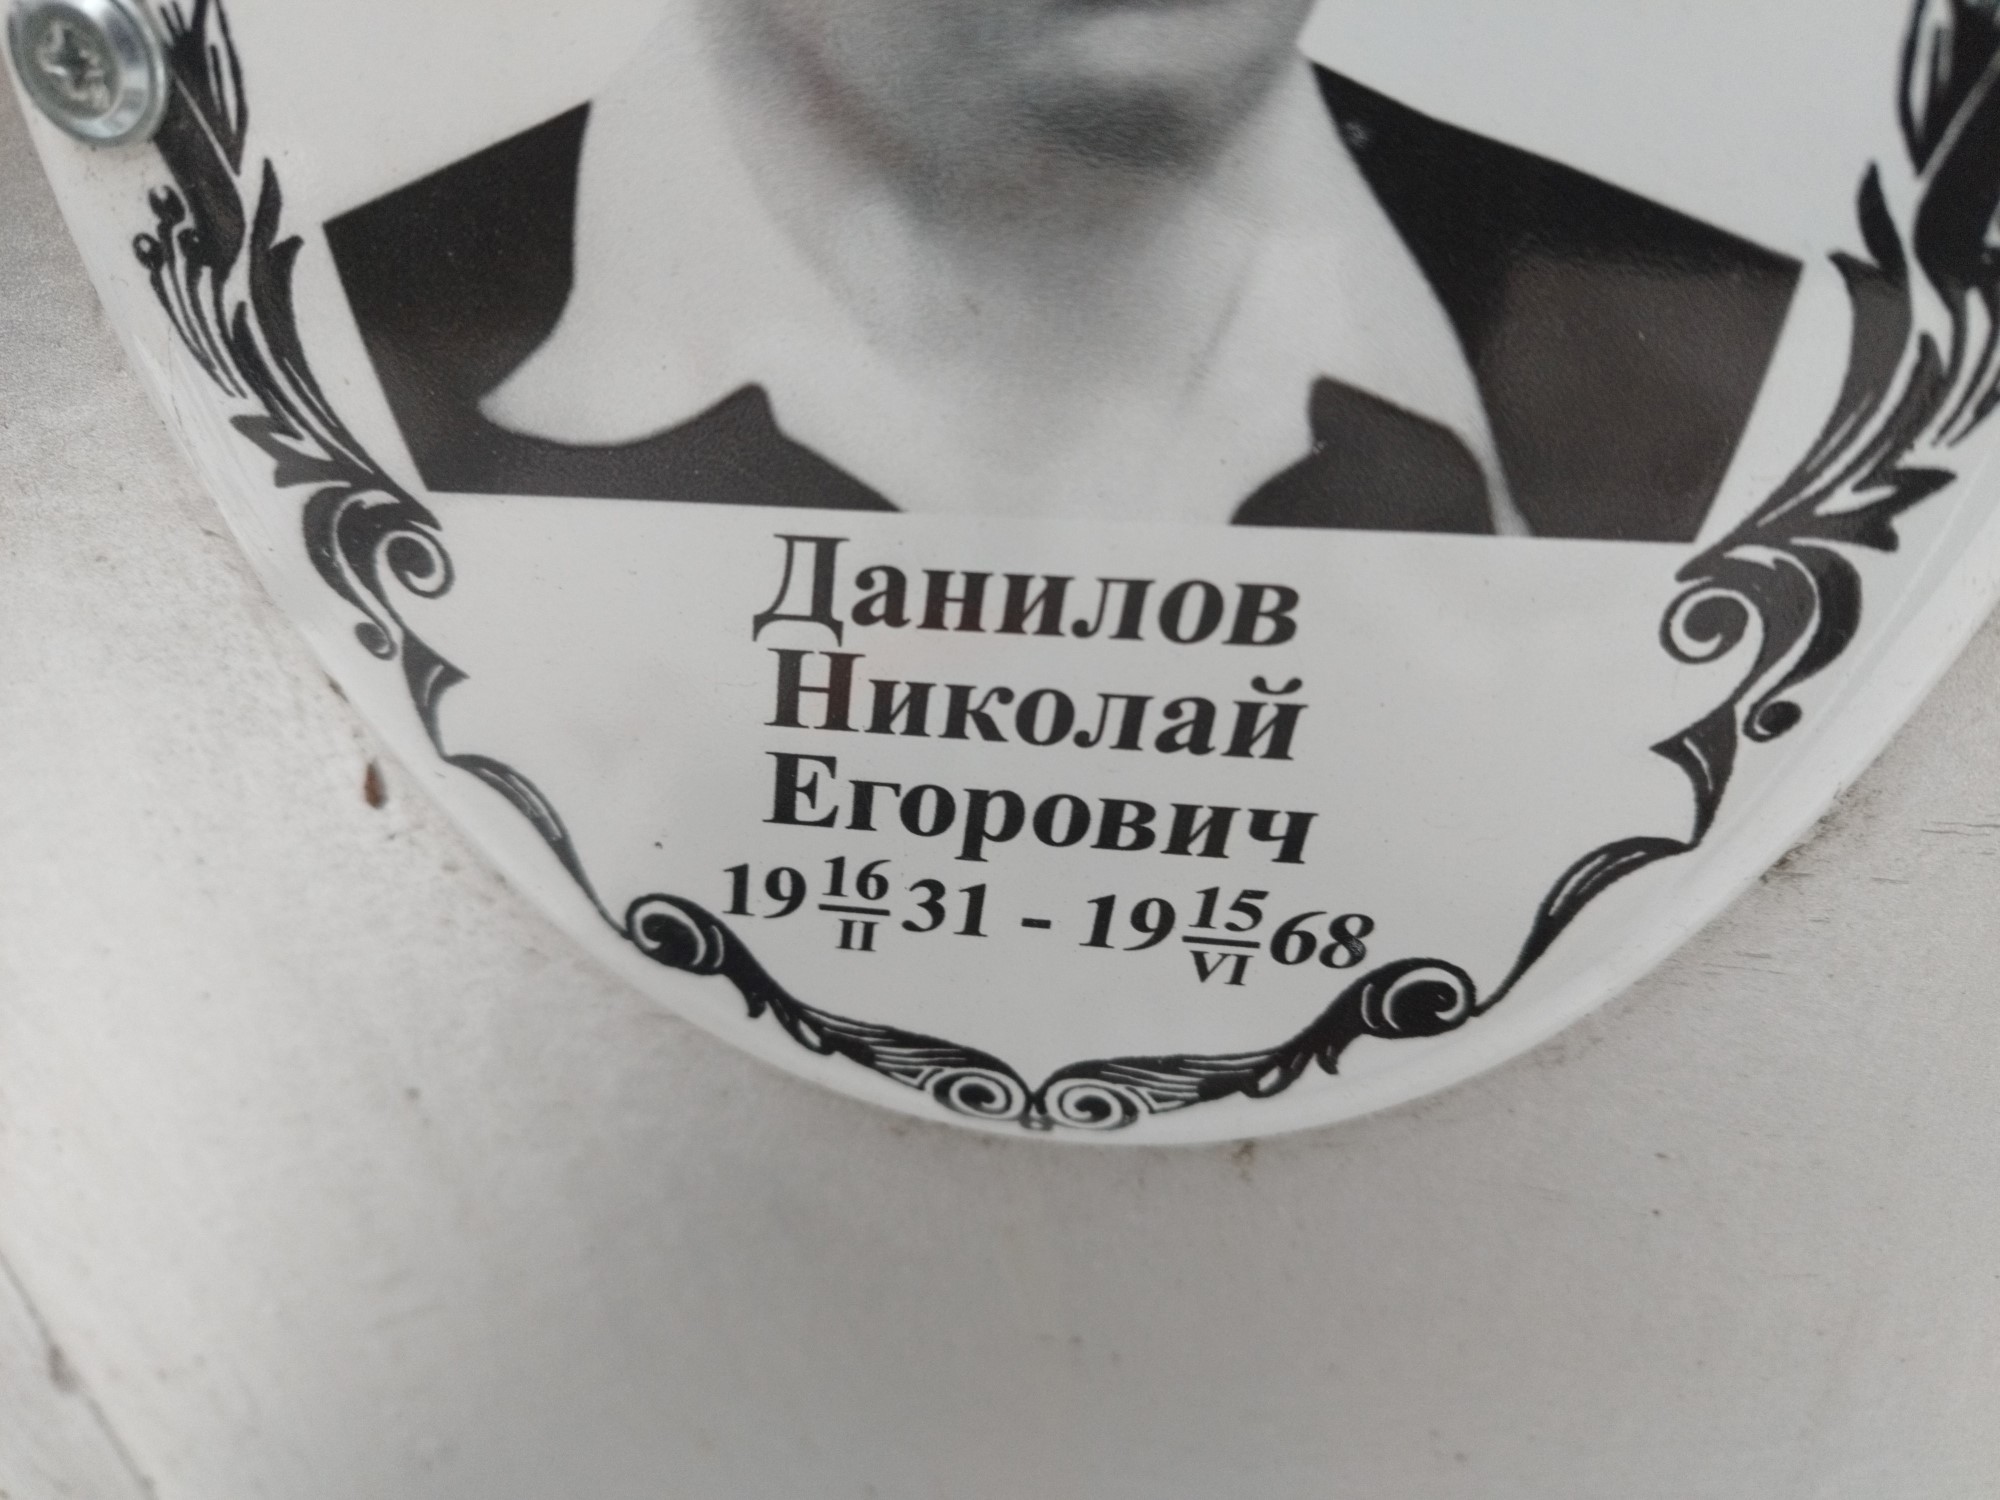 Данилов
Николай
Егорович
19 16/II 31 - 19 15/VI 68